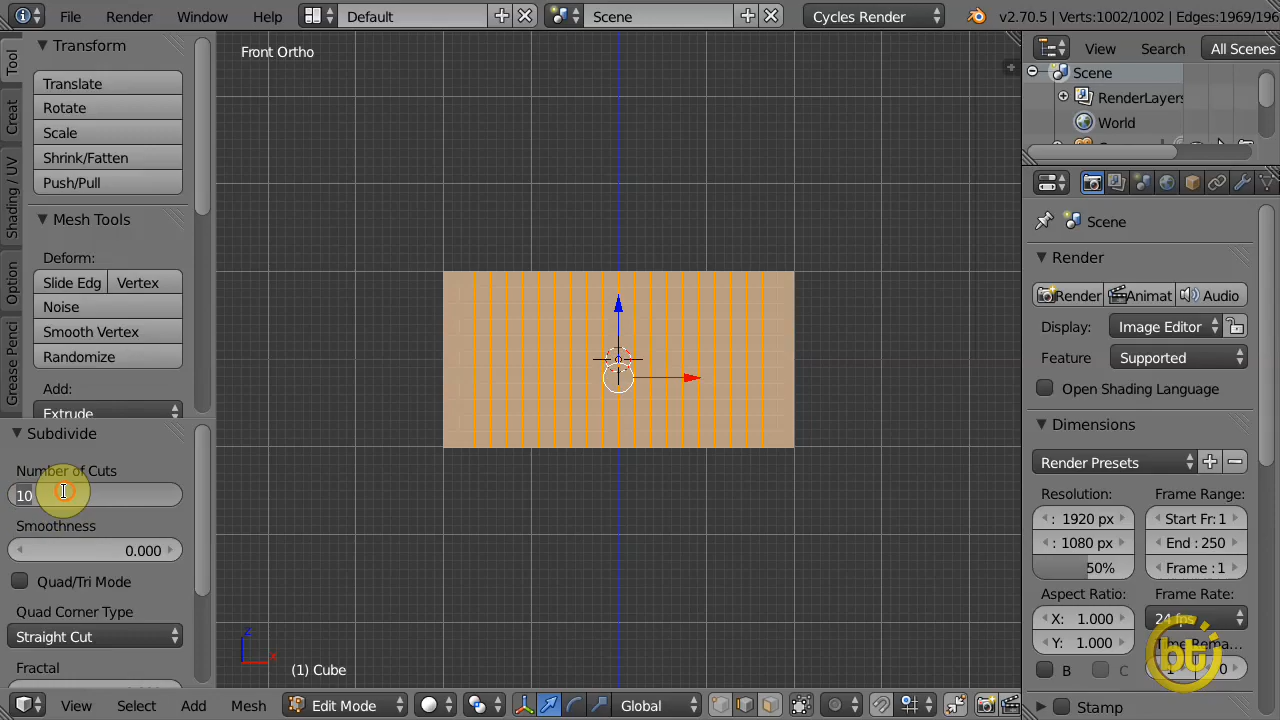 File Render Window Help Default Scene Cycles Render v2.70.5 | Verts:1002/1002 | Edges:1969/196
View Search All Scenes
Scene
RenderLayers
World
Tool
Creat
Shading / UV
Option
Grease Penci
Transform
Translate
Rotate
Scale
Shrink/Fatten
Push/Pull
Mesh Tools
Deform:
Slide Edg Vertex
Noise
Smooth Vertex
Randomize
Add:
Extrude
Subdivide
Number of Cuts
10
Smoothness
0.000
Quad/Tri Mode
Quad Corner Type
Straight Cut
Fractal
Front Ortho
z
x
(1) Cube
View Select Add Mesh Edit Mode Global
Scene
Render
Render Animat Audio
Display: Image Editor
Feature Supported
Open Shading Language
Dimensions
Render Presets
Resolution: Frame Range:
: 1920 px Start Fr: 1
: 1080 px End : 250
50% Frame : 1
Aspect Ratio: Frame Rate:
X: 1.000 24 fps
Y: 1.000 Time Rema...
B C
bt
Stamp